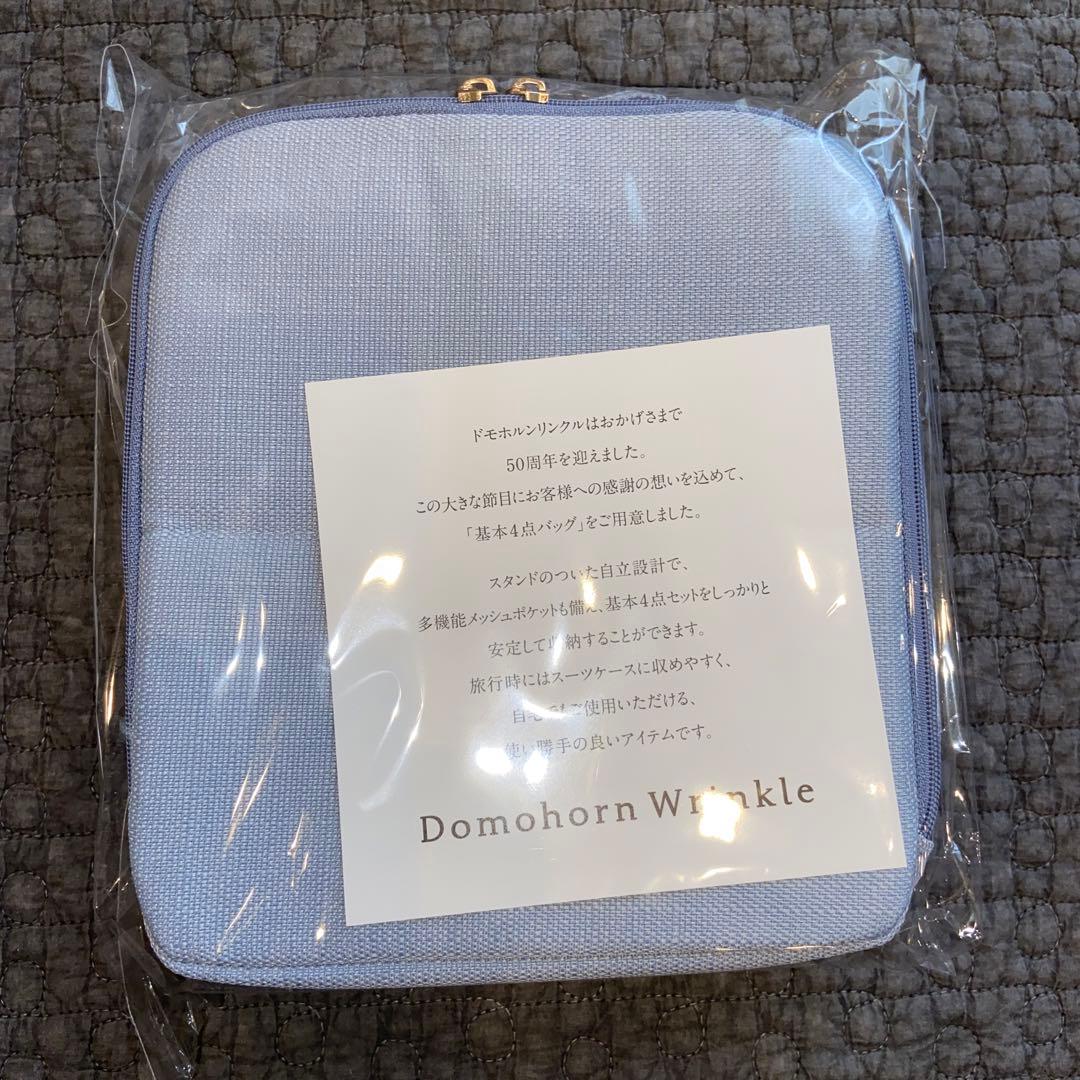 ドモホルンリンクルはおかげさまで
50周年を迎えました。
この大きな節目にお客様への感謝の想いを込めて、
「基本4点バッグ」をご用意しました。
スタンドのついた自立設計で、
多機能メッシュポケットも備え、基本4点セットをしっかりと
安定して収納することができます。
旅行時にはスーツケースに収めやすく、
自宅でもご使用いただける、
使い勝手の良いアイテムです。
Domohorn Wrinkle